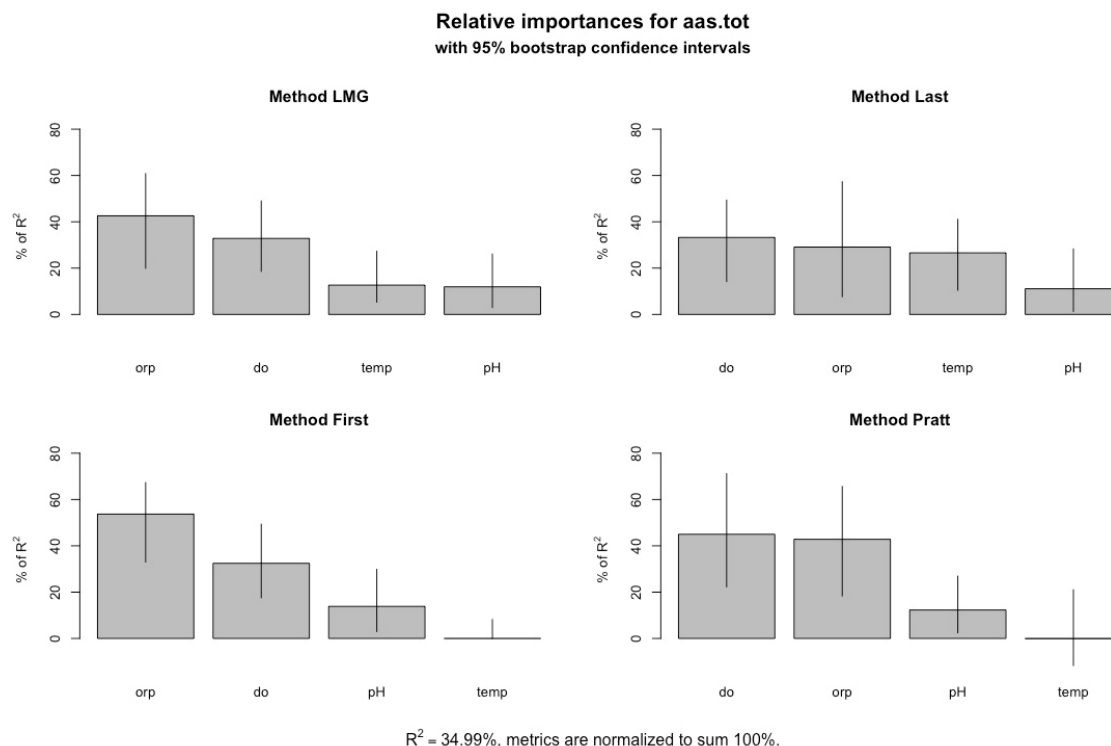 Relative importances for aas.tot
with 95% bootstrap confidence intervals
Method LMG
% of R²
0 20 40 60 80
orp do temp pH
Method Last
% of R²
0 20 40 60 80
do orp temp pH
Method First
% of R²
0 20 40 60 80
orp do pH temp
Method Pratt
% of R²
0 20 40 60 80
do orp pH temp
R² = 34.99%, metrics are normalized to sum 100%.